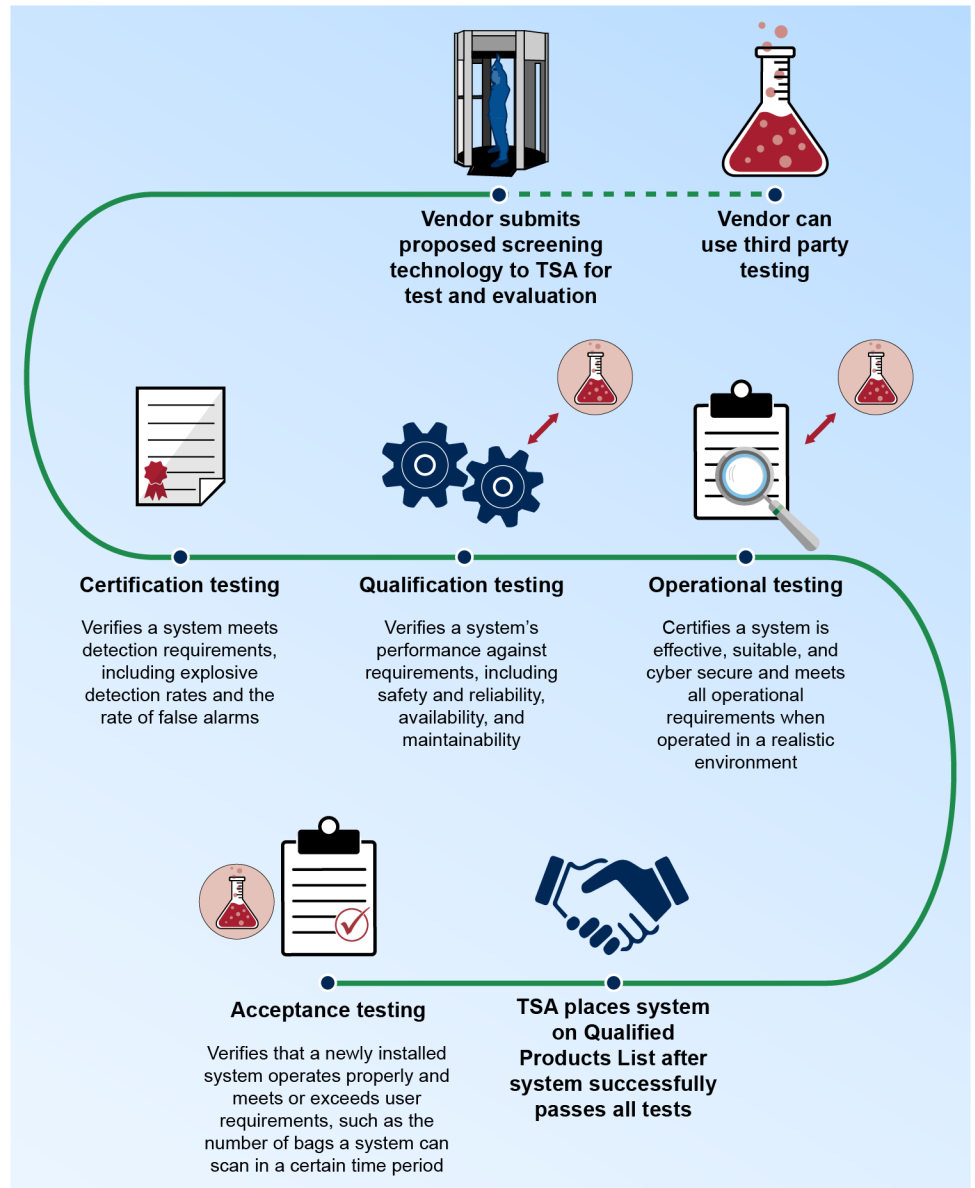 Vendor submits
proposed screening
technology to TSA for
test and evaluation
Vendor can
use third party
testing
Certification testing
Verifies a system meets
detection requirements,
including explosive
detection rates and the
rate of false alarms
Qualification testing
Verifies a system’s
performance against
requirements, including
safety and reliability,
availability, and
maintainability
Operational testing
Certifies a system is
effective, suitable, and
cyber secure and meets
all operational
requirements when
operated in a realistic
environment
Acceptance testing
Verifies that a newly installed
system operates properly and
meets or exceeds user
requirements, such as the
number of bags a system can
scan in a certain time period
TSA places system
on Qualified
Products List after
system successfully
passes all tests